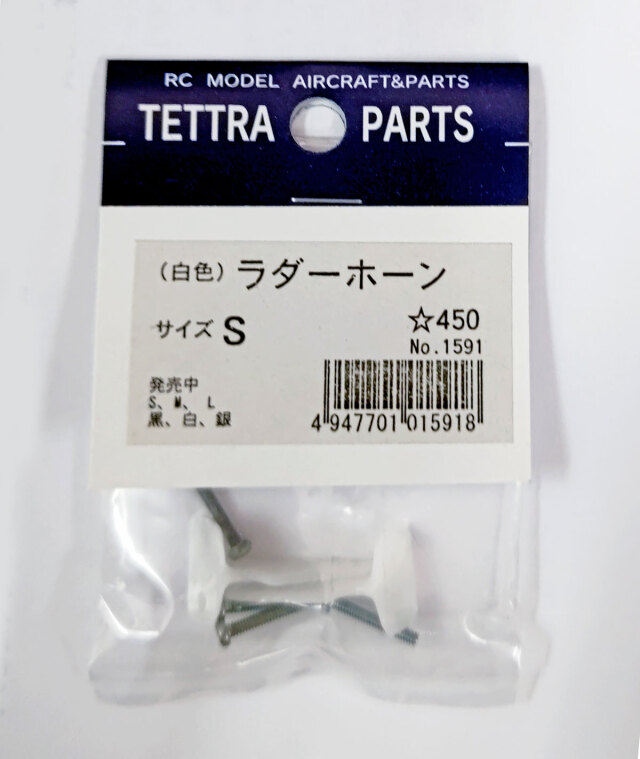 RC MODEL AIRCRAFT&PARTS
TETTRA PARTS
（白色）ラダーホーン
サイズ S
☆450
No.1591
発売中
S、M、 L
黒、白、銀
4 947701 015918